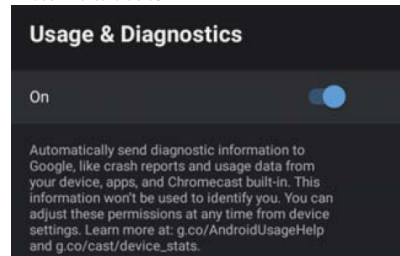 Usage & Diagnostics
On
Automatically send diagnostic information to
Google, like crash reports and usage data from
your device, apps, and Chromecast built-in. This
information won't be used to identify you. You can
adjust these permissions at any time from device
settings. Learn more at: g.co/AndroidUsageHelp
and g.co/cast/device_stats.